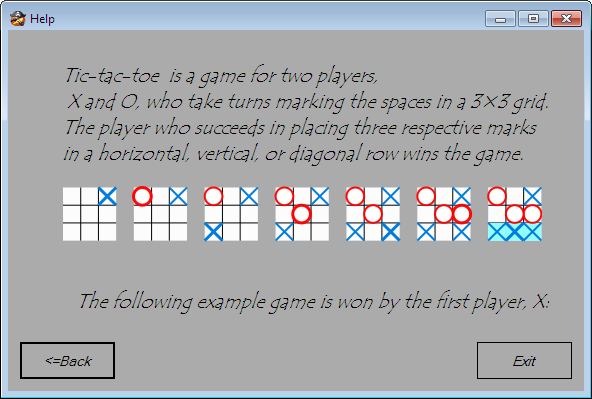 Help
Tic-tac-toe is a game for two players,
X and O, who take turns marking the spaces in a 3×3 grid.
The player who succeeds in placing three respective marks
in a horizontal, vertical, or diagonal row wins the game.
The following example game is won by the first player, X:
<=Back
Exit